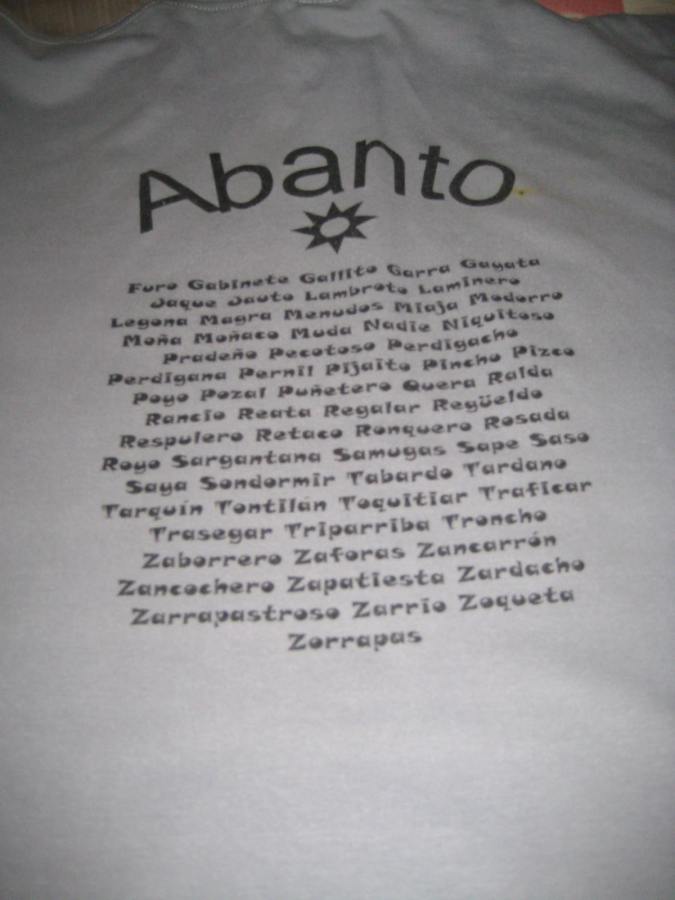 Abanto
Furo Gabinete Gallito Garra Gayata
Jaque Jauto Lambroto Laminero
Legona Magra Menudos Miaja Modorro
Moña Moñaco Muda Nadie Niquitoso
Pradeño Pecotoso Perdigacho
Perdigana Pernil Pijaito Pincho Pizco
Poyo Pozal Puñetero Quera Ralda
Rancio Reata Regalar Regüeldo
Respulero Retaco Ronquero Rosada
Royo Sargantana Samugas Sape Saso
Saya Sondormir Tabardo Tardano
Tarquín Tontilán Toquitiar Traficar
Trasegar Triparriba Troncho
Zaborrero Zaforas Zancarrón
Zancochero Zapatiesta Zardacho
Zarrapastroso Zarrio Zoqueta
Zorrapas